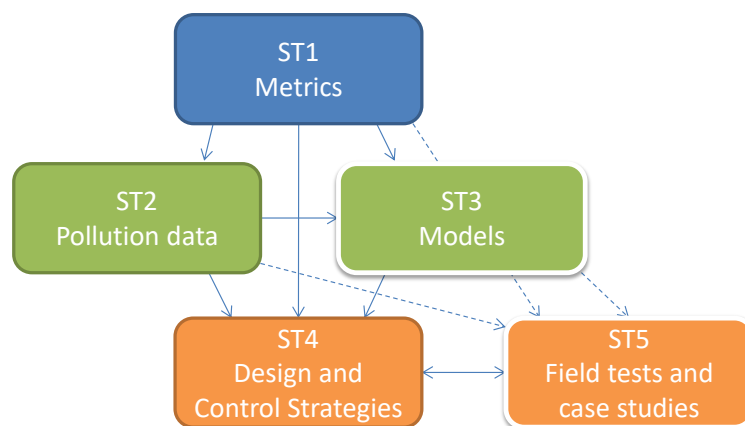 ST1
Metrics
ST2
Pollution data
ST3
Models
ST4
Design and
Control Strategies
ST5
Field tests and
case studies